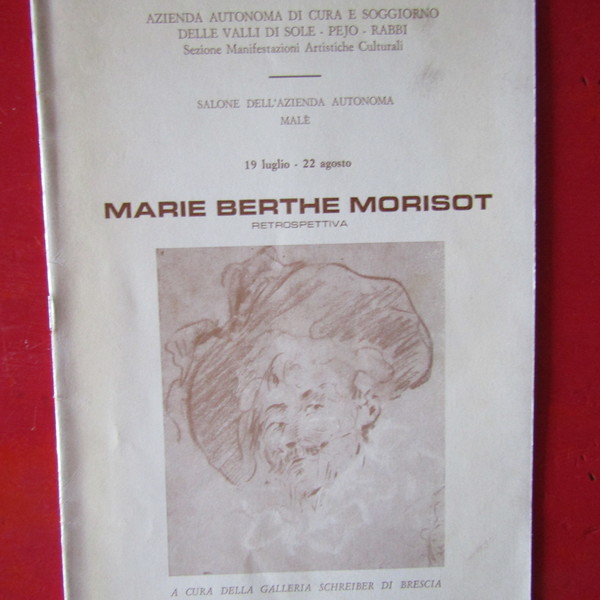 AZIENDA AUTONOMA DI CURA E SOGGIORNO
DELLE VALLI DI SOLE - PEJO - RABBI
Sezione Manifestazioni Artistiche Culturali
SALONE DELL'AZIENDA AUTONOMA
MALÈ
19 luglio - 22 agosto
MARIE BERTHE MORISOT
RETROSPETTIVA
A CURA DELLA GALLERIA SCHREIBER DI BRESCIA